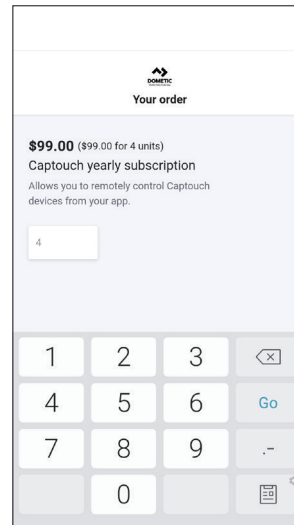 DOMETIC
Your order
$99.00 ($99.00 for 4 units)
Captouch yearly subscription
Allows you to remotely control Captouch
devices from your app.
4
1 2 3
4 5 6 Go
7 8 9 .-
0